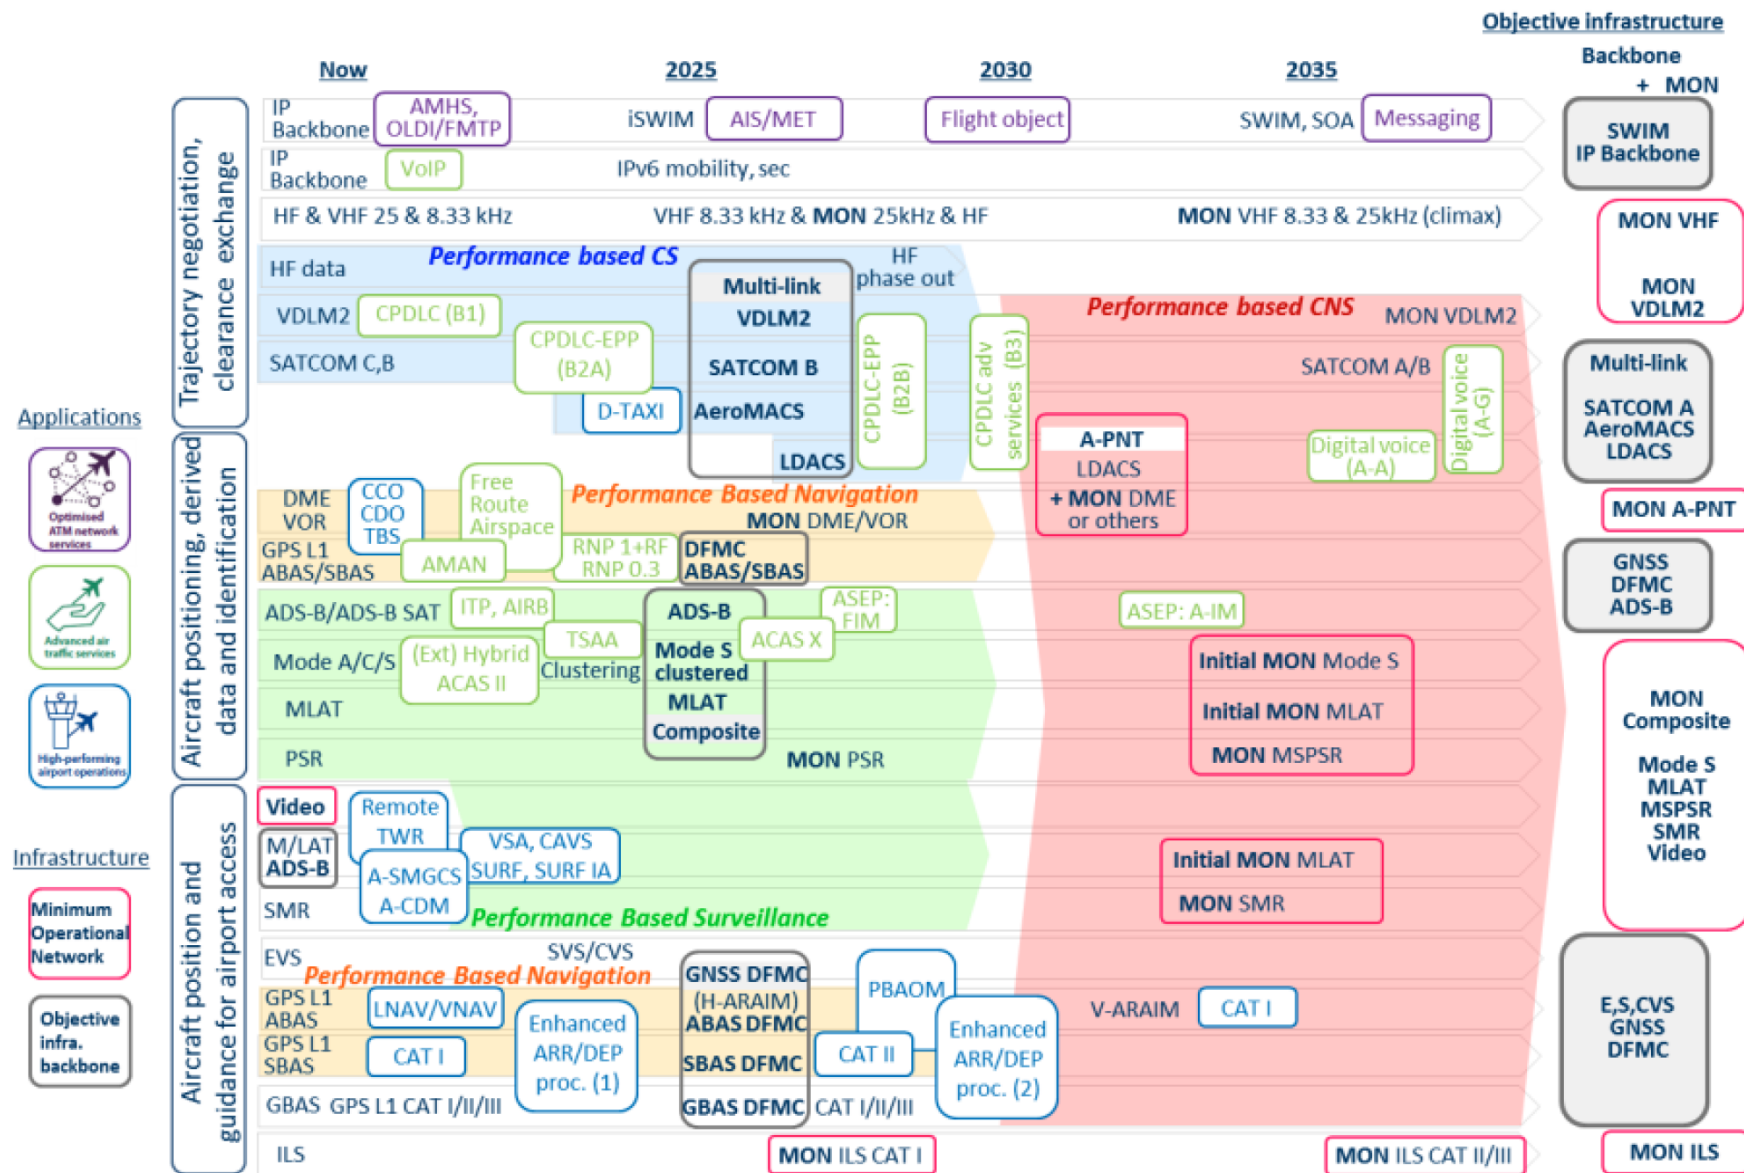 Objective infrastructure
Backbone
+ MON
Now
2025
2030
2035
Trajectory negotiation,
clearance exchange
IP
Backbone
AMHS,
OLDI/FMTP
iSWIM
AIS/MET
Flight object
SWIM, SOA
Messaging
SWIM
IP Backbone
IP
Backbone
VoIP
IPv6 mobility, sec
HF & VHF 25 & 8.33 kHz
VHF 8.33 kHz & MON 25kHz & HF
MON VHF 8.33 & 25kHz (climax)
MON VHF
MON
VDLM2
HF data
Performance based CS
HF
phase out
Multi-link
VDLM2
SATCOM B
AeroMACS
LDACS
Performance based CNS
VDLM2
CPDLC (B1)
MON VDLM2
CPDLC-EPP
(B2A)
CPDLC-EPP
(B2B)
CPDLC adv
services (B3)
SATCOM C,B
SATCOM A/B
Digital voice
(A-G)
D-TAXI
A-PNT
LDACS
+ MON DME
or others
Digital voice
(A-A)
Multi-link
SATCOM A
AeroMACS
LDACS
Applications
Optimised
ATM network
services
Advanced air
traffic services
High-performing
airport operations
Infrastructure
Minimum
Operational
Network
Objective
infra.
backbone
Aircraft positioning, derived
data and identification
DME
VOR
CCO
CDO
TBS
Free
Route
Airspace
Performance Based Navigation
MON DME/VOR
MON A-PNT
GPS L1
ABAS/SBAS
AMAN
RNP 1+RF
RNP 0.3
DFMC
ABAS/SBAS
GNSS
DFMC
ADS-B
ADS-B/ADS-B SAT
ITP, AIRB
ADS-B
Mode S
clustered
MLAT
Composite
ASEP:
FIM
ASEP: A-IM
TSAA
ACAS X
Mode A/C/S
(Ext) Hybrid
ACAS II
Clustering
Initial MON Mode S
MLAT
Initial MON MLAT
PSR
MON PSR
MON MSPSR
MON
Composite
Mode S
MLAT
MSPSR
SMR
Video
Aircraft position and
guidance for airport access
Video
Remote
TWR
M/LAT
ADS-B
VSA, CAVS
SURF, SURF IA
Initial MON MLAT
A-SMGCS
A-CDM
SMR
Performance Based Surveillance
MON SMR
EVS
SVS/CVS
Performance Based Navigation
GNSS DFMC
(H-ARAIM)
ABAS DFMC
SBAS DFMC
GBAS DFMC
PBAOM
GPS L1
ABAS
LNAV/VNAV
Enhanced
ARR/DEP
proc. (1)
Enhanced
ARR/DEP
proc. (2)
V-ARAIM
CAT I
E,S,CVS
GNSS
DFMC
GPS L1
SBAS
CAT I
CAT II
GBAS GPS L1 CAT I/II/III
CAT I/II/III
ILS
MON ILS CAT I
MON ILS CAT II/III
MON ILS